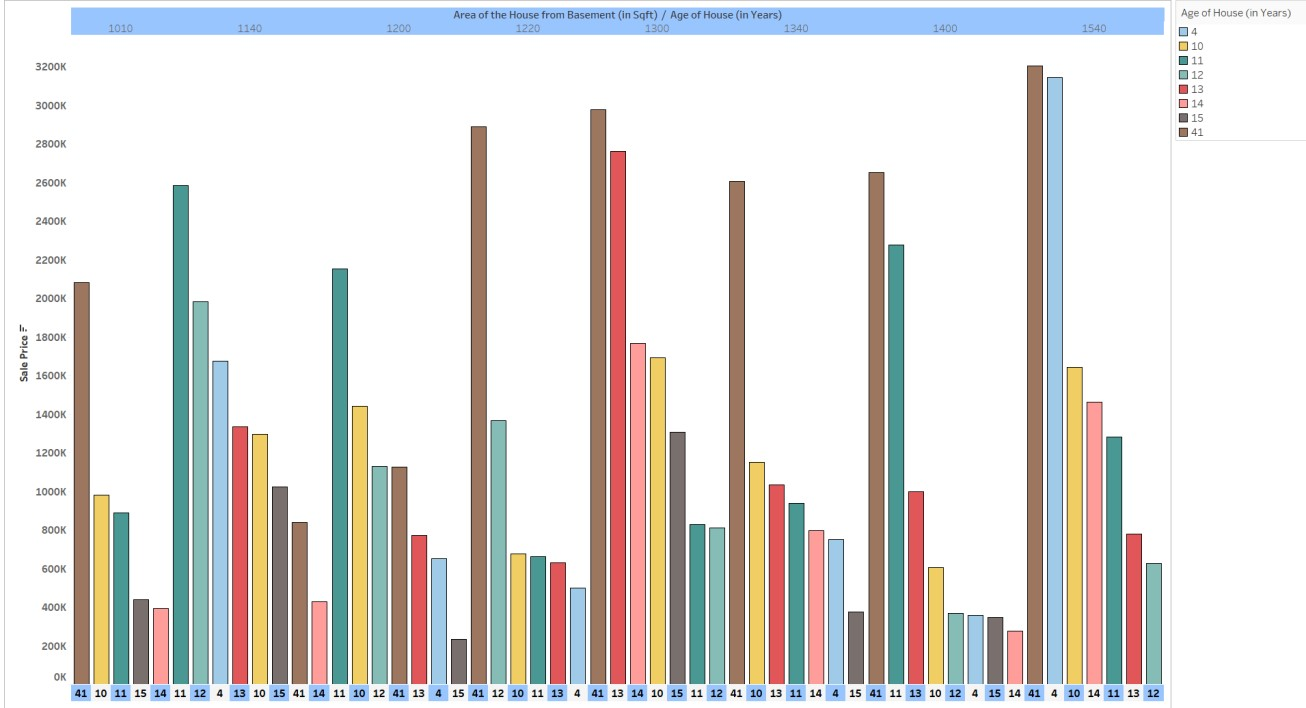 Area of the House from Basement (in Sqft) / Age of House (in Years)
1010 1140 1200 1220 1300 1340 1400 1540
Age of House (in Years)
4
10
11
12
13
14
15
41
Sale Price
3200K
3000K
2800K
2600K
2400K
2200K
2000K
1800K
1600K
1400K
1200K
1000K
800K
600K
400K
200K
0K
41 10 11 15 14 11 12 4 13 10 15 41 14 11 10 12 41 13 4 15 41 12 10 11 13 4 41 13 14 10 15 11 12 41 10 13 11 14 4 15 41 11 13 10 12 4 15 14 41 4 10 14 11 13 12